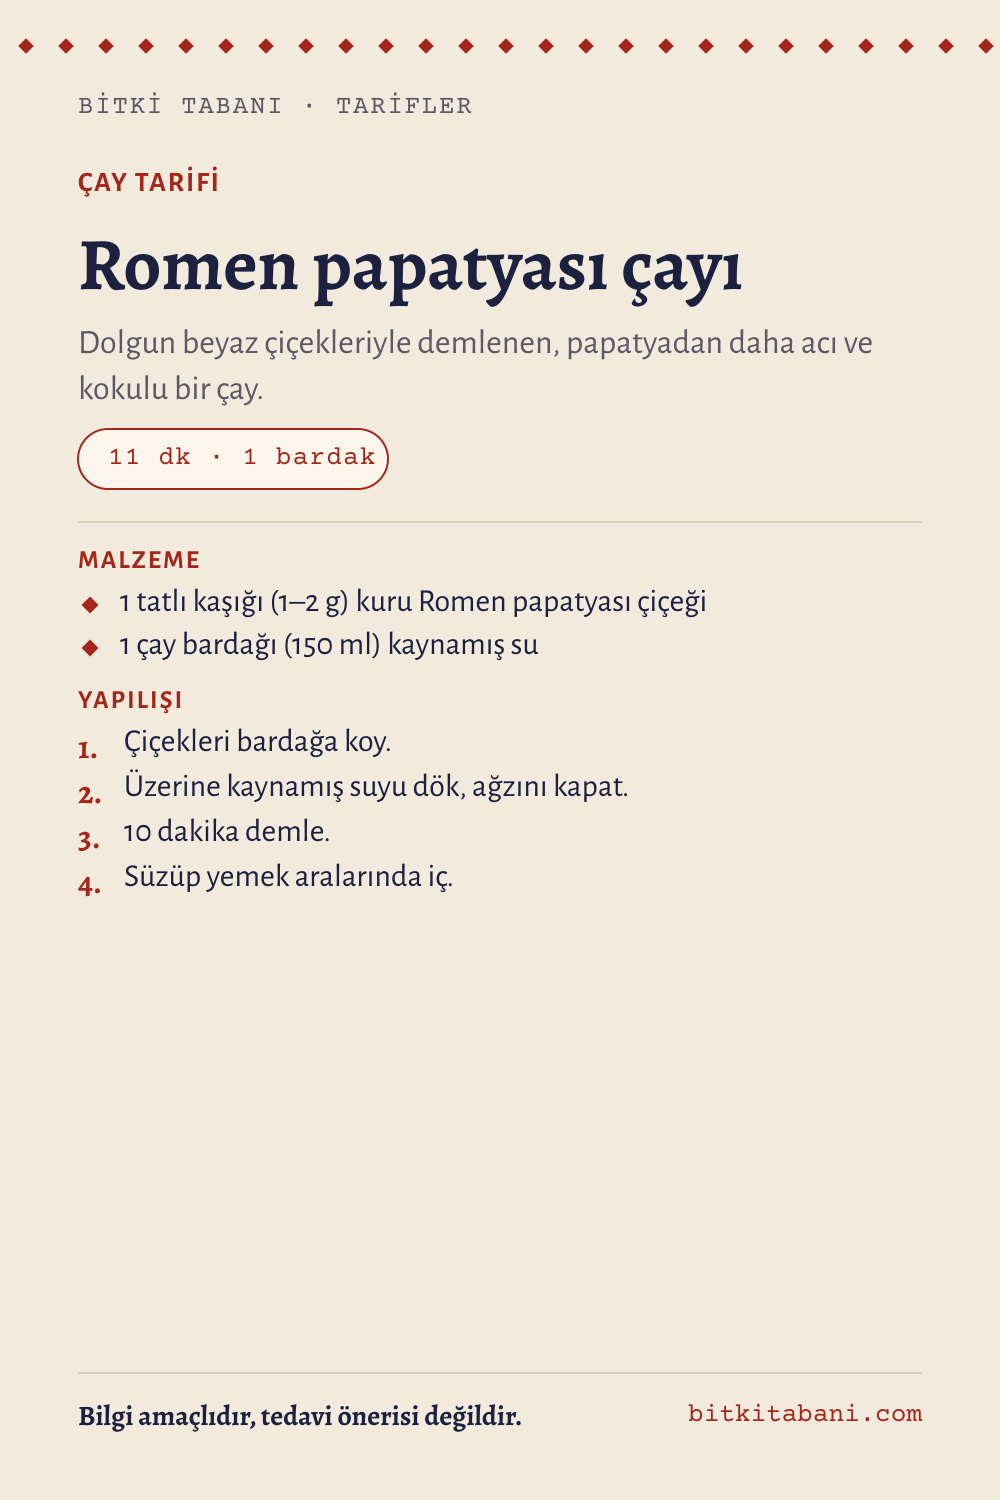 BİTKİ TABANI · TARİFLER
ÇAY TARİFİ
Romen papatyası çayı
Dolgun beyaz çiçekleriyle demlenen, papatyadan daha acı ve
kokulu bir çay.
11 dk · 1 bardak
MALZEME
◆ 1 tatlı kaşığı (1–2 g) kuru Romen papatyası çiçeği
◆ 1 çay bardağı (150 ml) kaynamış su
YAPILIŞI
1. Çiçekleri bardağa koy.
2. Üzerine kaynamış suyu dök, ağzını kapat.
3. 10 dakika demle.
4. Süzüp yemek aralarında iç.
Bilgi amaçlıdır, tedavi önerisi değildir.
bitkitabani.com